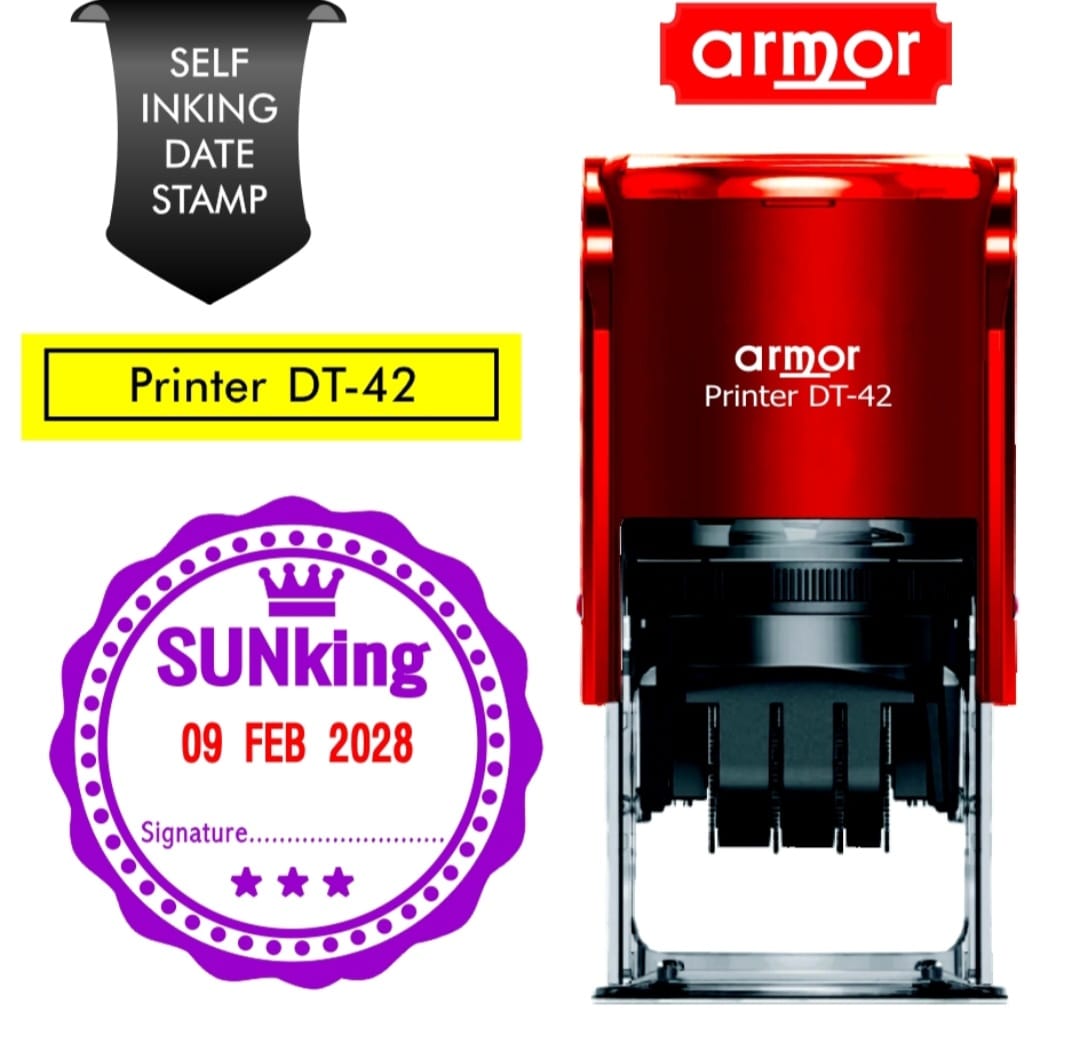 SELF
INKING
DATE
STAMP
armor
armor
Printer DT-42
Printer DT-42
SUNking
09 FEB 2028
Signature..........................